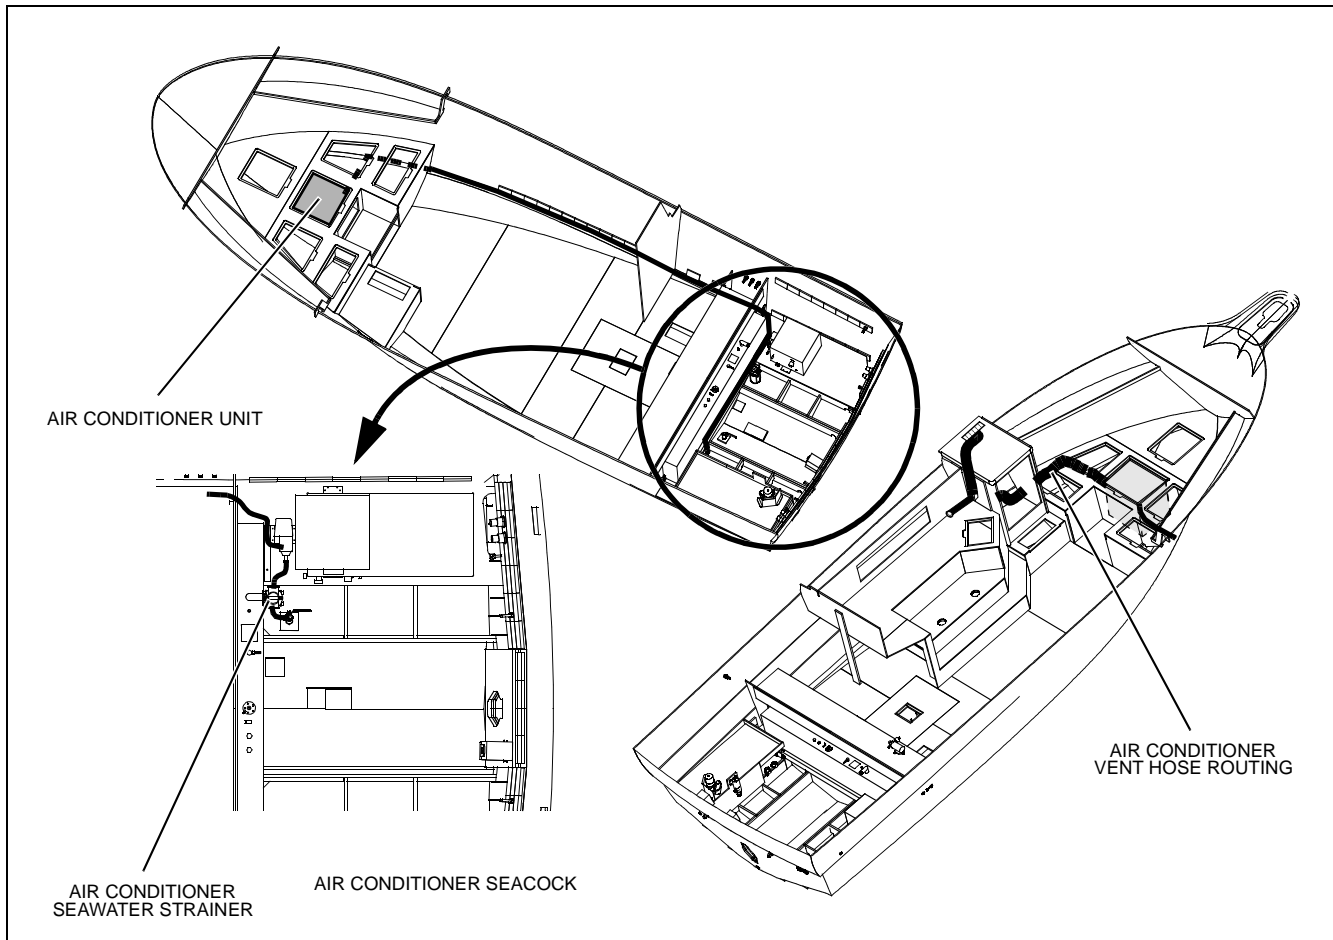 AIR CONDITIONER UNIT
AIR CONDITIONER
VENT HOSE ROUTING
AIR CONDITIONER SEACOCK
AIR CONDITIONER
SEAWATER STRAINER